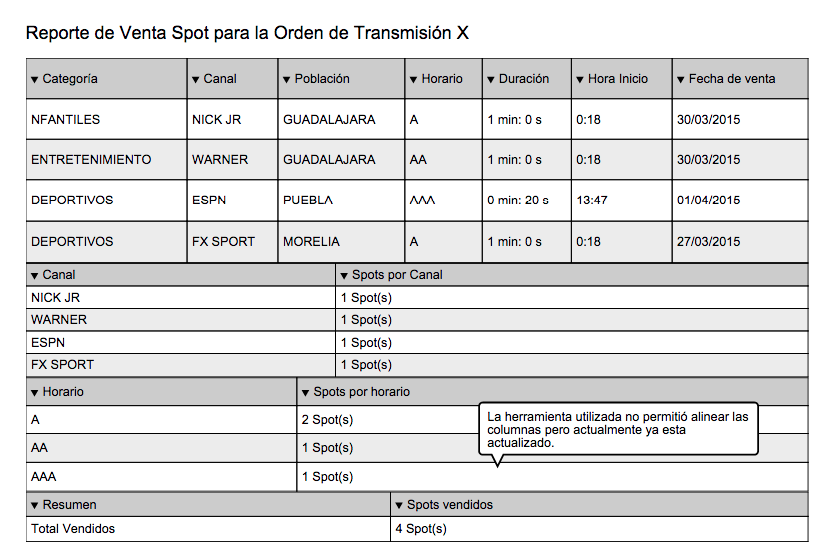 Reporte de Venta Spot para la Orden de Transmisión X
▼ Categoría ▼ Canal ▼ Población ▼ Horario ▼ Duración ▼ Hora Inicio ▼ Fecha de venta
NFANTILES NICK JR GUADALAJARA A 1 min: 0 s 0:18 30/03/2015
ENTRETENIMIENTO WARNER GUADALAJARA AA 1 min: 0 s 0:18 30/03/2015
DEPORTIVOS ESPN PUEBLA AAA 0 min: 20 s 13:47 01/04/2015
DEPORTIVOS FX SPORT MORELIA A 1 min: 0 s 0:18 27/03/2015
▼ Canal ▼ Spots por Canal
NICK JR 1 Spot(s)
WARNER 1 Spot(s)
ESPN 1 Spot(s)
FX SPORT 1 Spot(s)
▼ Horario ▼ Spots por horario
A 2 Spot(s)
AA 1 Spot(s)
AAA 1 Spot(s)
La herramienta utilizada no permitió alinear las
columnas pero actualmente ya esta
actualizado.
▼ Resumen ▼ Spots vendidos
Total Vendidos 4 Spot(s)